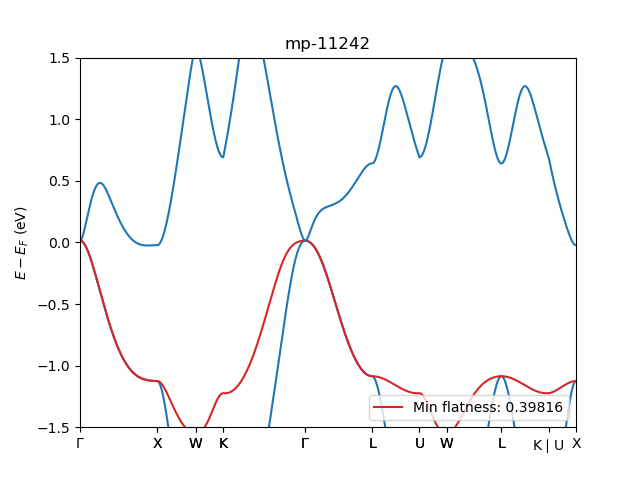 mp-11242
E − E_F (eV)
1.5
1.0
0.5
0.0
−0.5
−1.0
−1.5
Min flatness: 0.39816
Γ X W K Γ L U W L K | U X